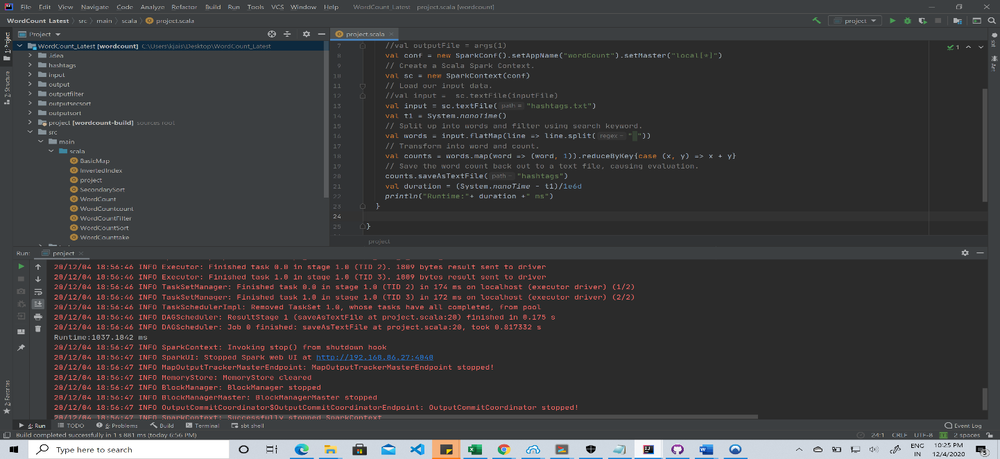 File Edit View Navigate Code Analyze Refactor Build Run Tools VCS Window Help WordCount_Latest - project.scala [wordcount]
WordCount_Latest src main scala project.scala
project
1: Project
Project
project.scala
WordCount_Latest [wordcount] C:\Users\kjais\Desktop\WordCount_Latest
.idea
hashtags
input
output
outputfilter
outputsecsort
outputsort
project [wordcount-build] sources root
src
main
scala
BasicMap
InvertedIndex
project
SecondarySort
WordCount
WordCountcount
WordCountFilter
WordCountSort
WordCounttake
Z: Structure
7 //val outputFile = args(1)
8 val conf = new SparkConf().setAppName("wordCount").setMaster("local[*]")
9 // Create a Scala Spark Context.
10 val sc = new SparkContext(conf)
11 // Load our input data.
12 //val input = sc.textFile(inputFile)
13 val input = sc.textFile( path = "hashtags.txt")
14 val t1 = System.nanoTime()
15 // Split up into words and filter using search keyword.
16 val words = input.flatMap(line => line.split( regex = " "))
17 // Transform into word and count.
18 val counts = words.map(word => (word, 1)).reduceByKey{case (x, y) => x + y}
19 // Save the word count back out to a text file, causing evaluation.
20 counts.saveAsTextFile( path = "hashtags")
21 val duration = (System.nanoTime - t1)/1e6d
22 println("Runtime:"+ duration +" ms")
23 }
24
25 }
1
project
Run: project
20/12/04 18:56:46 INFO Executor: Finished task 0.0 in stage 1.0 (TID 2). 1809 bytes result sent to driver
20/12/04 18:56:46 INFO Executor: Finished task 1.0 in stage 1.0 (TID 3). 1809 bytes result sent to driver
20/12/04 18:56:46 INFO TaskSetManager: Finished task 0.0 in stage 1.0 (TID 2) in 174 ms on localhost (executor driver) (1/2)
20/12/04 18:56:46 INFO TaskSetManager: Finished task 1.0 in stage 1.0 (TID 3) in 172 ms on localhost (executor driver) (2/2)
20/12/04 18:56:46 INFO TaskSchedulerImpl: Removed TaskSet 1.0, whose tasks have all completed, from pool
20/12/04 18:56:46 INFO DAGScheduler: ResultStage 1 (saveAsTextFile at project.scala:20) finished in 0.175 s
20/12/04 18:56:46 INFO DAGScheduler: Job 0 finished: saveAsTextFile at project.scala:20, took 0.817332 s
Runtime:1037.1842 ms
20/12/04 18:56:47 INFO SparkContext: Invoking stop() from shutdown hook
20/12/04 18:56:47 INFO SparkUI: Stopped Spark web UI at http://192.168.86.27:4040
20/12/04 18:56:47 INFO MapOutputTrackerMasterEndpoint: MapOutputTrackerMasterEndpoint stopped!
20/12/04 18:56:47 INFO MemoryStore: MemoryStore cleared
20/12/04 18:56:47 INFO BlockManager: BlockManager stopped
20/12/04 18:56:47 INFO BlockManagerMaster: BlockManagerMaster stopped
20/12/04 18:56:47 INFO OutputCommitCoordinator$OutputCommitCoordinatorEndpoint: OutputCommitCoordinator stopped!
20/12/04 18:56:47 INFO SparkContext: Successfully stopped SparkContext
2: Favorites
4: Run TODO 6: Problems Build Terminal sbt shell Event Log
Build completed successfully in 1 s 881 ms (today 6:56 PM) 24:1 CRLF UTF-8 2 spaces
Type here to search
ENG
IN
10:25 PM
12/4/2020
5